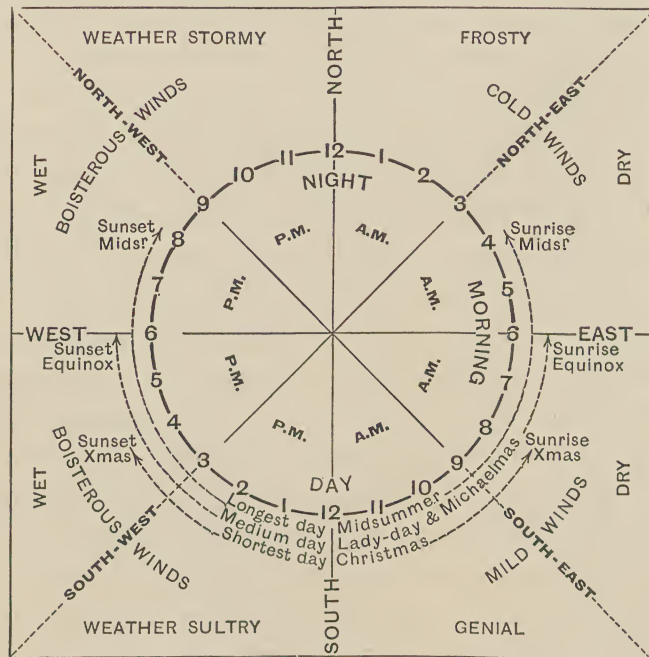 WEATHER STORMY
NORTH
FROSTY
NORTH-WEST
BOISTEROUS WINDS
WET
COLD WINDS
NORTH-EAST
DRY
12
1
2
3
4
5
6
7
8
9
10
11
12
1
2
3
4
5
6
7
8
9
10
11
NIGHT
P.M.
A.M.
P.M.
A.M.
MORNING
P.M.
A.M.
P.M.
A.M.
DAY
Sunset
Midsr
Sunrise
Midsr
WEST
Sunset
Equinox
EAST
Sunrise
Equinox
Sunset
Xmas
Sunrise
Xmas
Longest day Midsummer
Medium day Lady-day & Michaelmas
Shortest day Christmas
WET
BOISTEROUS WINDS
SOUTH-WEST
MILD WINDS
SOUTH-EAST
DRY
WEATHER SULTRY
SOUTH
GENIAL